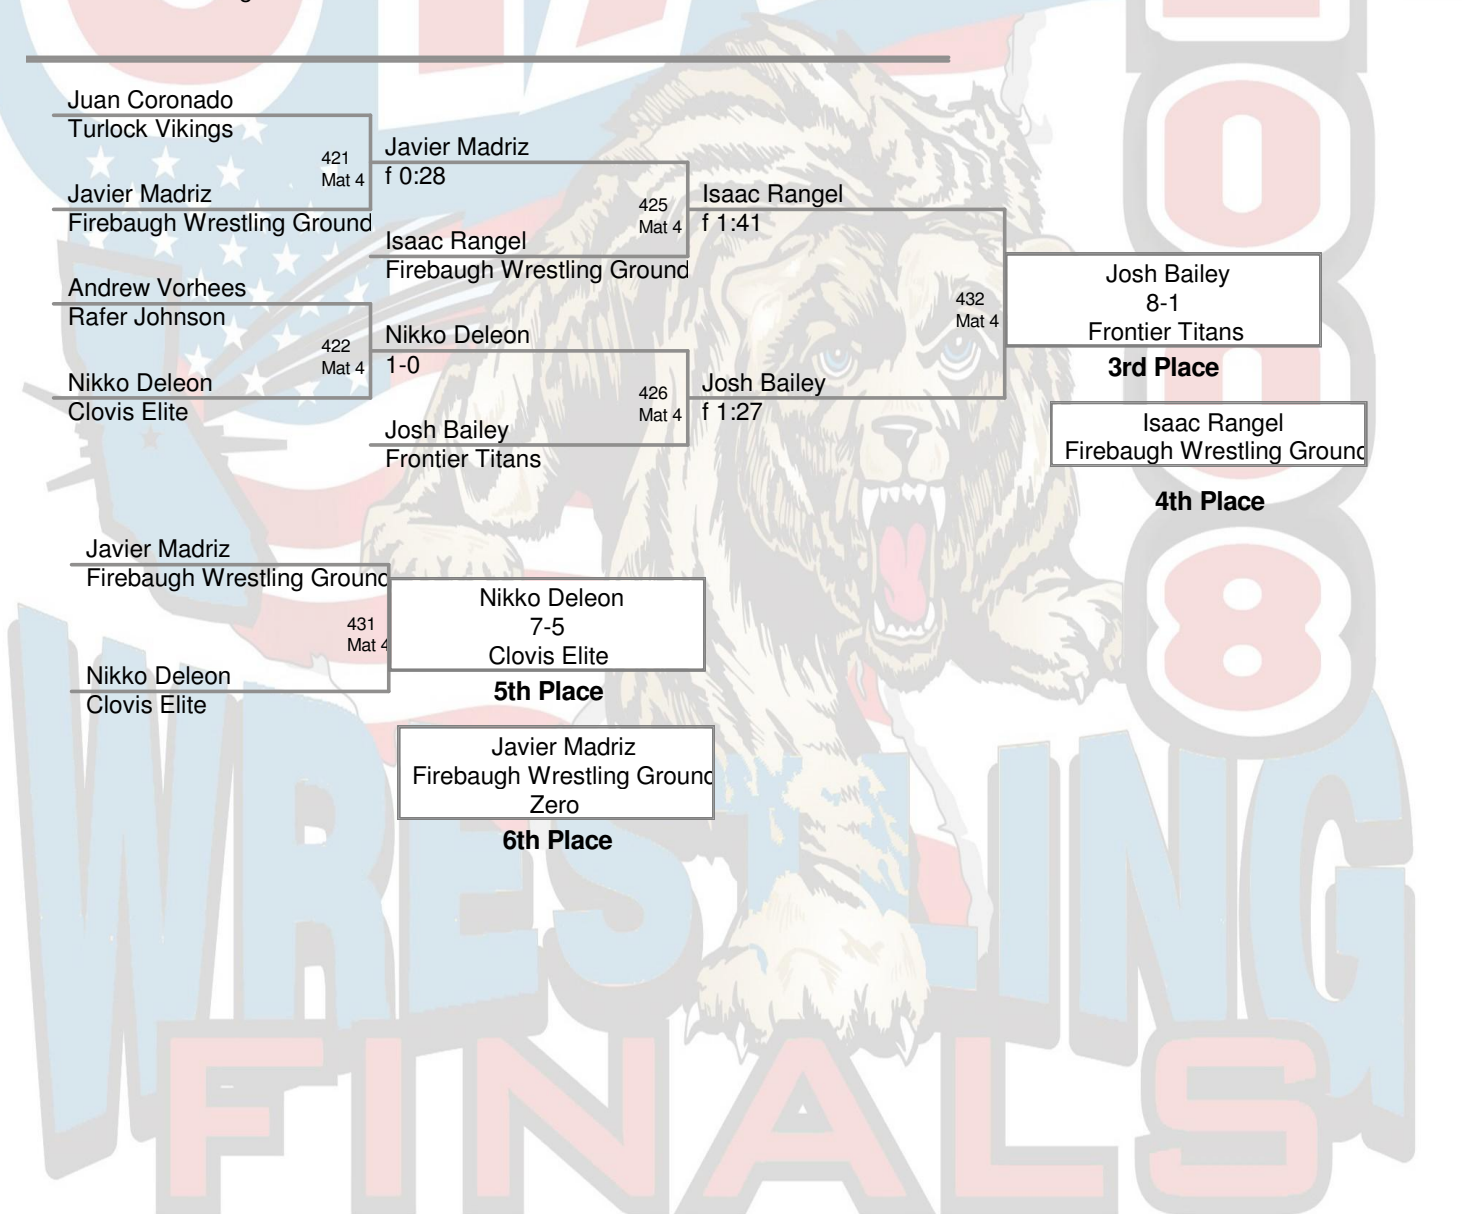 Juan Coronado
Turlock Vikings
421
Mat 4
Javier Madriz
Firebaugh Wrestling Ground
Javier Madriz
f 0:28
425
Mat 4
Isaac Rangel
Firebaugh Wrestling Ground
Isaac Rangel
f 1:41
Andrew Vorhees
Rafer Johnson
422
Mat 4
Nikko Deleon
Clovis Elite
Nikko Deleon
1-0
426
Mat 4
Josh Bailey
Frontier Titans
Josh Bailey
f 1:27
432
Mat 4
Josh Bailey
8-1
Frontier Titans
3rd Place
Isaac Rangel
Firebaugh Wrestling Ground
4th Place
Javier Madriz
Firebaugh Wrestling Ground
431
Mat 4
Nikko Deleon
Clovis Elite
Nikko Deleon
7-5
Clovis Elite
5th Place
Javier Madriz
Firebaugh Wrestling Ground
Zero
6th Place
WRESTLING
FINALS